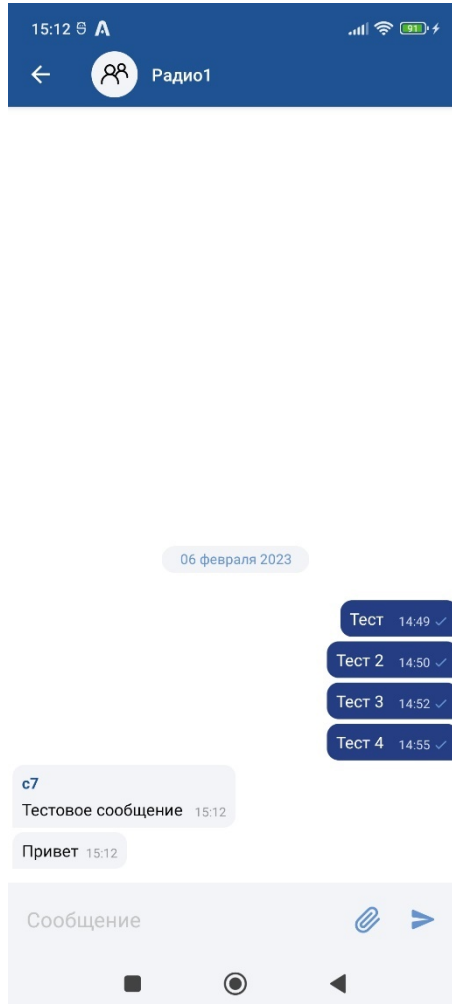 15:12
91
Радио1
06 февраля 2023
Тест 14:49
Тест 2 14:50
Тест 3 14:52
Тест 4 14:55
c7
Тестовое сообщение 15:12
Привет 15:12
Сообщение